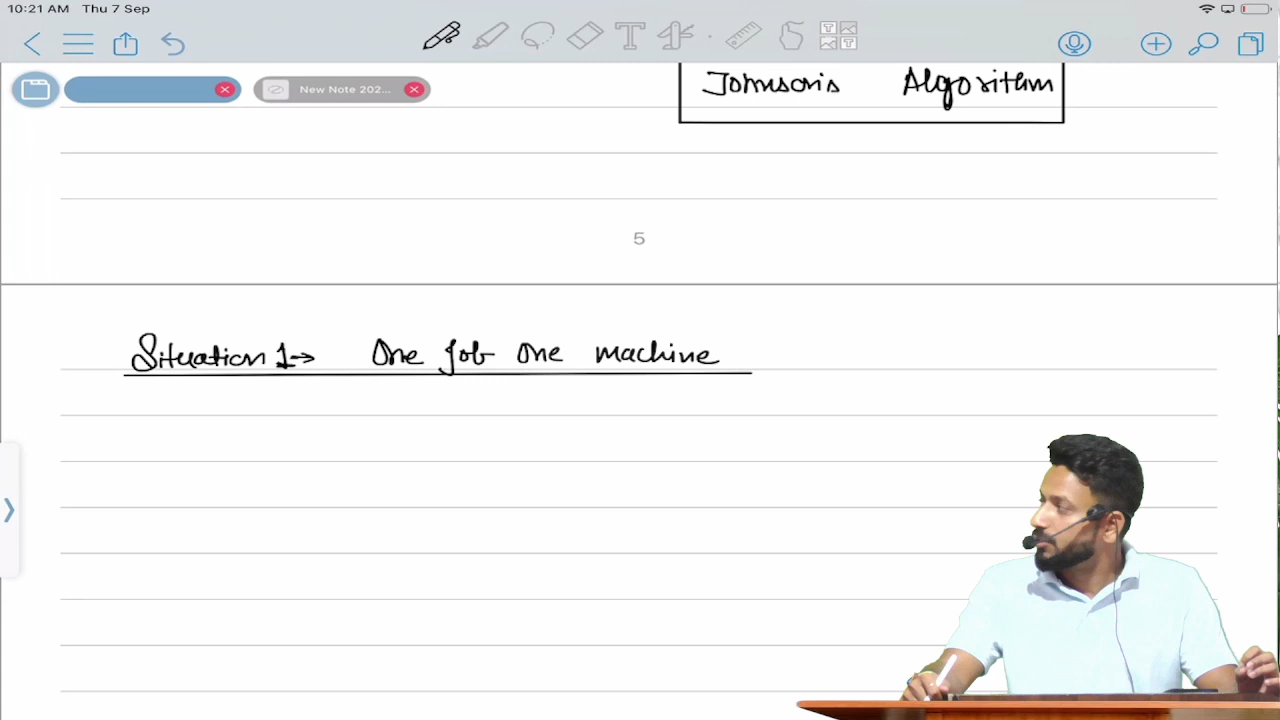 10:21 AM Thu 7 Sep
New Note 202...
Johnson's Algorithm
5
Situation 1→ One job one machine